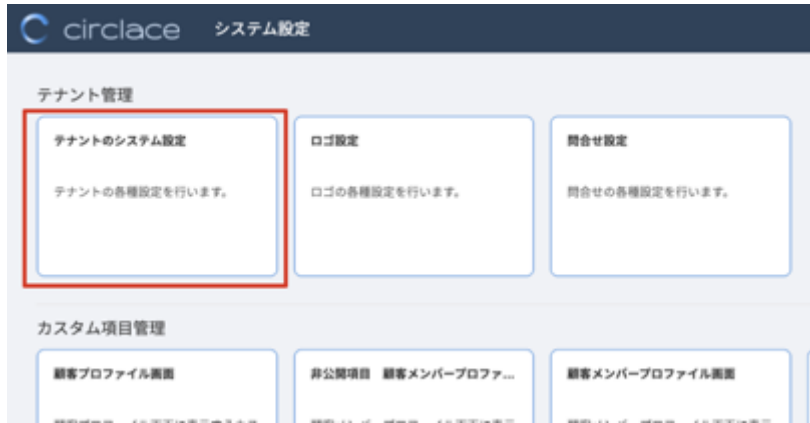 circlace システム設定
テナント管理
テナントのシステム設定 ロゴ設定 問合せ設定
テナントの各種設定を行います。 ロゴの各種設定を行います。 問合せの各種設定を行います。
カスタム項目管理
顧客プロファイル画面 非公開項目 顧客メンバープロファ... 顧客メンバープロファイル画面